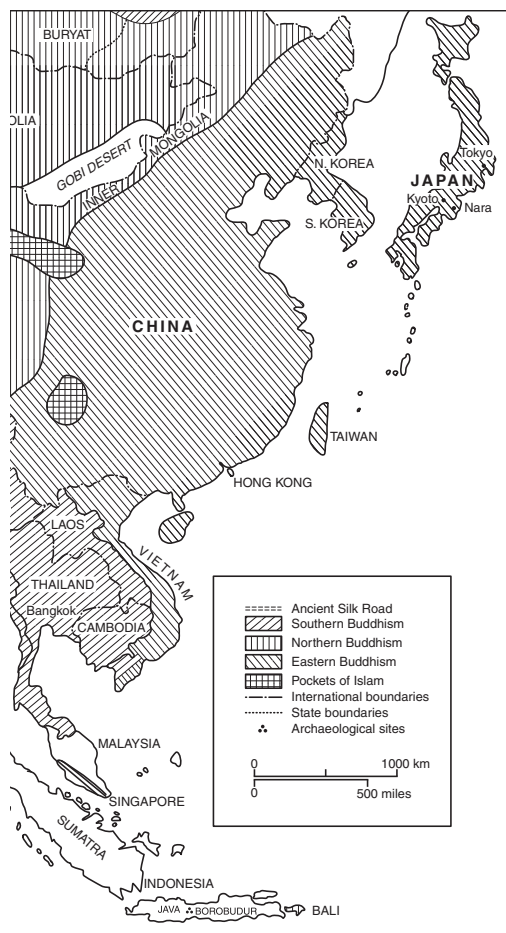 BURYAT
OLIA
GOBI DESERT
INNER MONGOLIA
N. KOREA
S. KOREA
Tokyo
JAPAN
Kyoto
Nara
CHINA
TAIWAN
HONG KONG
LAOS
VIETNAM
THAILAND
Bangkok
CAMBODIA
MALAYSIA
SINGAPORE
SUMATRA
INDONESIA
JAVA
BOROBUDUR
BALI
Ancient Silk Road
Southern Buddhism
Northern Buddhism
Eastern Buddhism
Pockets of Islam
International boundaries
State boundaries
Archaeological sites
0 1000 km
0 500 miles